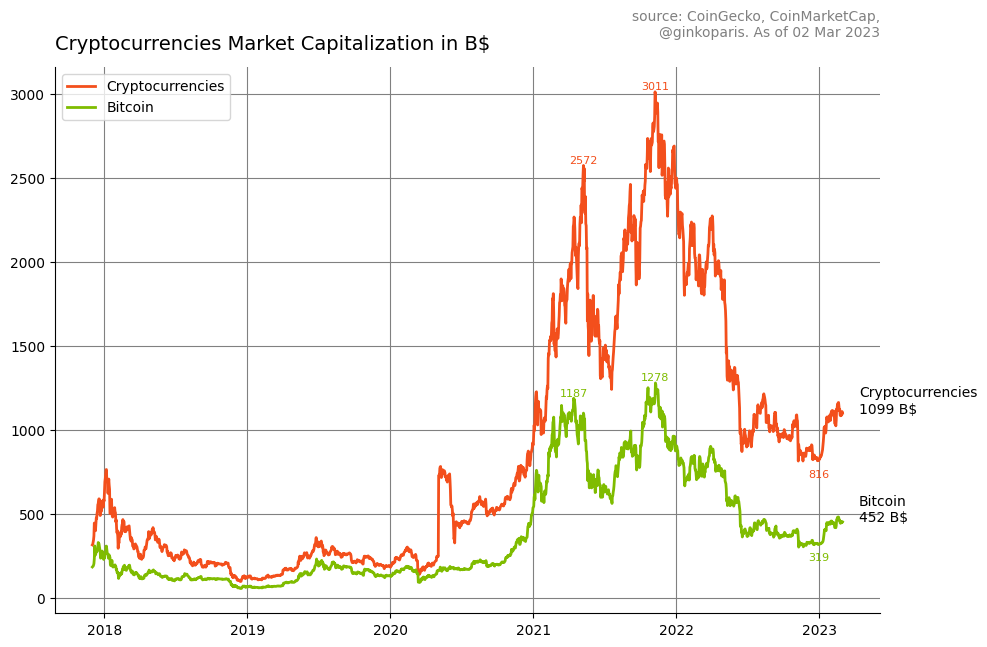 source: CoinGecko, CoinMarketCap,
@ginkoparis. As of 02 Mar 2023
Cryptocurrencies Market Capitalization in B$
Cryptocurrencies
Bitcoin
3000
2500
2000
1500
1000
500
0
3011
2572
1278
1187
Cryptocurrencies
1099 B$
816
Bitcoin
452 B$
319
2018
2019
2020
2021
2022
2023